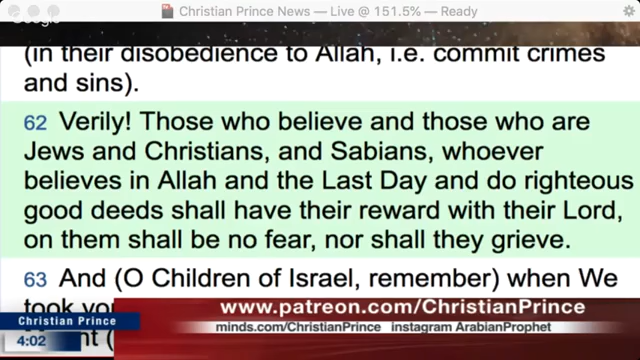 Christian Prince News — Live @ 151.5% — Ready
(in their disobedience to Allah, i.e. commit crimes
and sins).
62 Verily! Those who believe and those who are
Jews and Christians, and Sabians, whoever
believes in Allah and the Last Day and do righteous
good deeds shall have their reward with their Lord,
on them shall be no fear, nor shall they grieve.
63 And (O Children of Israel, remember) when We
took
www.patreon.com/ChristianPrince
Christian Prince
minds.com/ChristianPrince instagram ArabianProphet
4:02